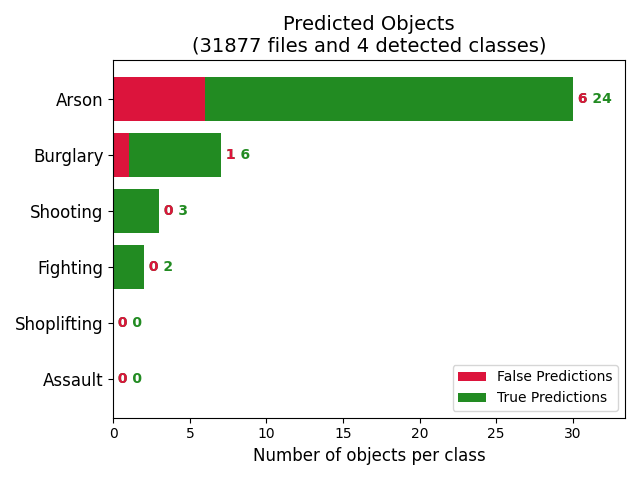 Predicted Objects
(31877 files and 4 detected classes)
Arson
6 24
Burglary
1 6
Shooting
0 3
Fighting
0 2
Shoplifting
0 0
Assault
0 0
False Predictions
True Predictions
0 5 10 15 20 25 30
Number of objects per class